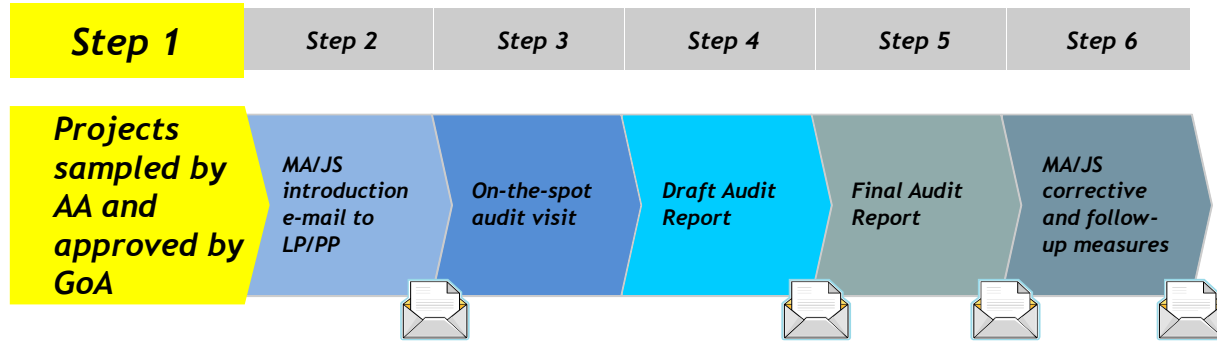 Step 1
Step 2
Step 3
Step 4
Step 5
Step 6
Projects
sampled by
AA and
approved by
GoA
MA/JS
introduction
e-mail to
LP/PP
On-the-spot
audit visit
Draft Audit
Report
Final Audit
Report
MA/JS
corrective
and follow-
up measures